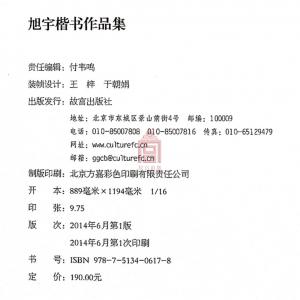 旭宇楷书作品集
责任编辑：付韦鸣
装帧设计：王　梓　于朝娟
出版发行：故宫出版社
地址：北京市东城区景山前街4号　邮编：100009
电话：010-85007808　010-85007816　传真：010-65129479
网址：www.culturefc.cn
邮箱：ggcb@culturefc.cn
制版印刷：北京方嘉彩色印刷有限责任公司
开　　本：889毫米×1194毫米　1/16
印　　张：9.75
版　　次：2014年6月第1版
2014年6月第1次印刷
书　　号：ISBN 978-7-5134-0617-8
定　　价：190.00元